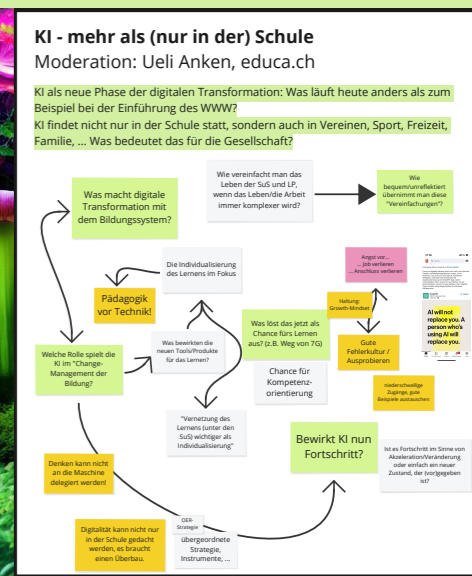 KI - mehr als (nur in der) Schule
Moderation: Ueli Anken, educa.ch
KI als neue Phase der digitalen Transformation: Was läuft heute anders als zum
Beispiel bei der Einführung des WWW?
KI findet nicht nur in der Schule statt, sondern auch in Vereinen, Sport, Freizeit,
Familie, ... Was bedeutet das für die Gesellschaft?
Was macht digitale
Transformation mit
dem Bildungssystem?
Wie vereinfacht man das
Leben der SuS und LP,
wenn das Leben/die Arbeit
immer komplexer wird?
Wie
bequem/unreflektiert
übernimmt man diese
"Vereinfachungen"?
Die Individualisierung
des Lernens im Fokus
Angst vor...
... Job verlieren
... Anschluss verlieren
Pädagogik
vor Technik!
Haltung:
Growth-Mindset
AI will not
replace you. A
person who's
using AI will
replace you.
Was löst das jetzt als
Chance fürs Lernen
aus? (z.B. Weg von 7G)
Gute
Fehlerkultur /
Ausprobieren
Welche Rolle spielt die
KI im "Change-
Management der
Bildung?
Was bewirkten die
neuen Tools/Produkte
für das Lernen?
Chance für
Kompetenz-
orientierung
niederschwellige
Zugänge, gute
Beispiele austauschen
"Vernetzung des
Lernens (unter den
SuS) wichtiger als
Individualisierung"
Bewirkt KI nun
Fortschritt?
Ist es Fortschritt im Sinne von
Akzeleration/Veränderung
oder einfach ein neuer
Zustand, der (vor)gegeben
ist?
Denken kann nicht
an die Maschine
delegiert werden!
Digitalität kann nicht nur
in der Schule gedacht
werden, es braucht
einen Überbau.
OER-
Strategie
übergeordnete
Strategie,
Instrumente, ...